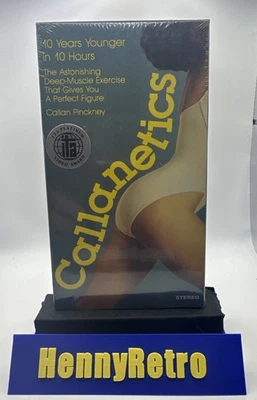 10 Years Younger
in 10 Hours
The Astonishing
Deep-Muscle Exercise
That Gives You
A Perfect Figure
Callan Pinckney
Callanetics
STEREO
HennyRetro